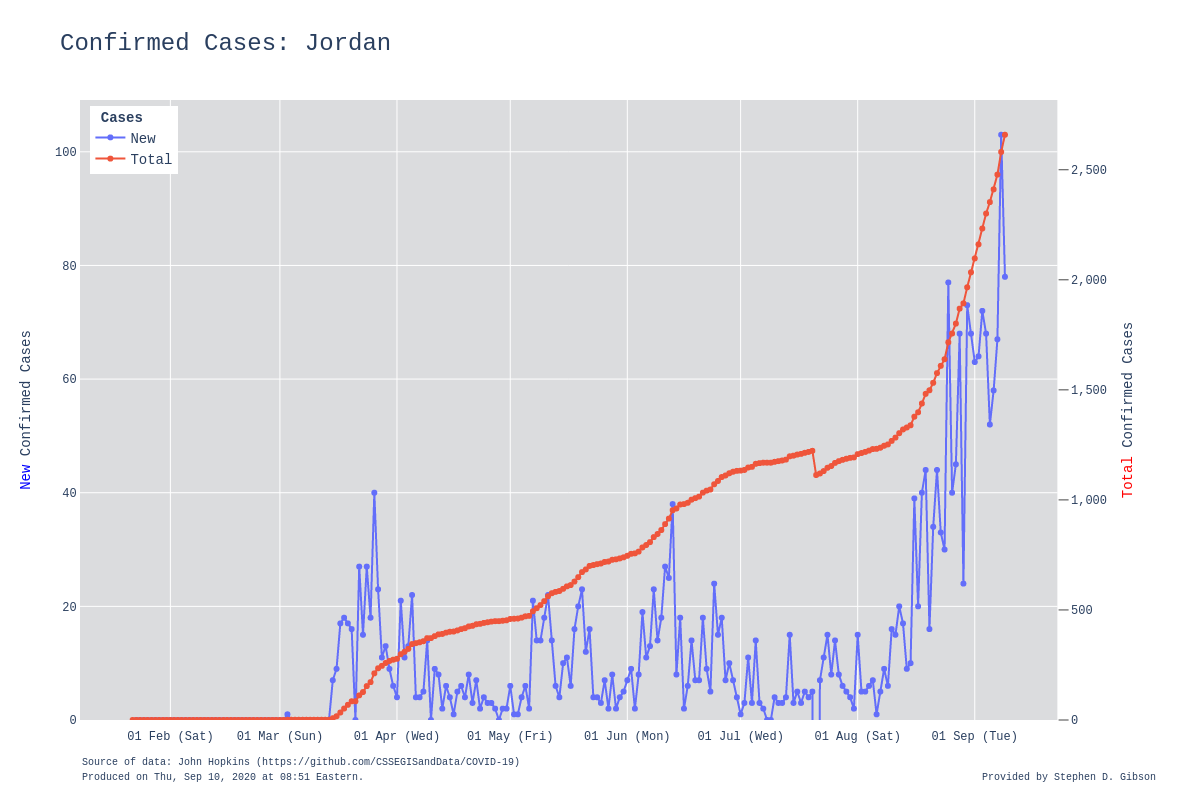 Confirmed Cases: Jordan
Cases
New
Total
100
80
60
40
20
0
2,500
2,000
1,500
1,000
500
0
New Confirmed Cases
Total Confirmed Cases
01 Feb (Sat)
01 Mar (Sun)
01 Apr (Wed)
01 May (Fri)
01 Jun (Mon)
01 Jul (Wed)
01 Aug (Sat)
01 Sep (Tue)
Source of data: John Hopkins (https://github.com/CSSEGISandData/COVID-19)
Produced on Thu, Sep 10, 2020 at 08:51 Eastern.
Provided by Stephen D. Gibson